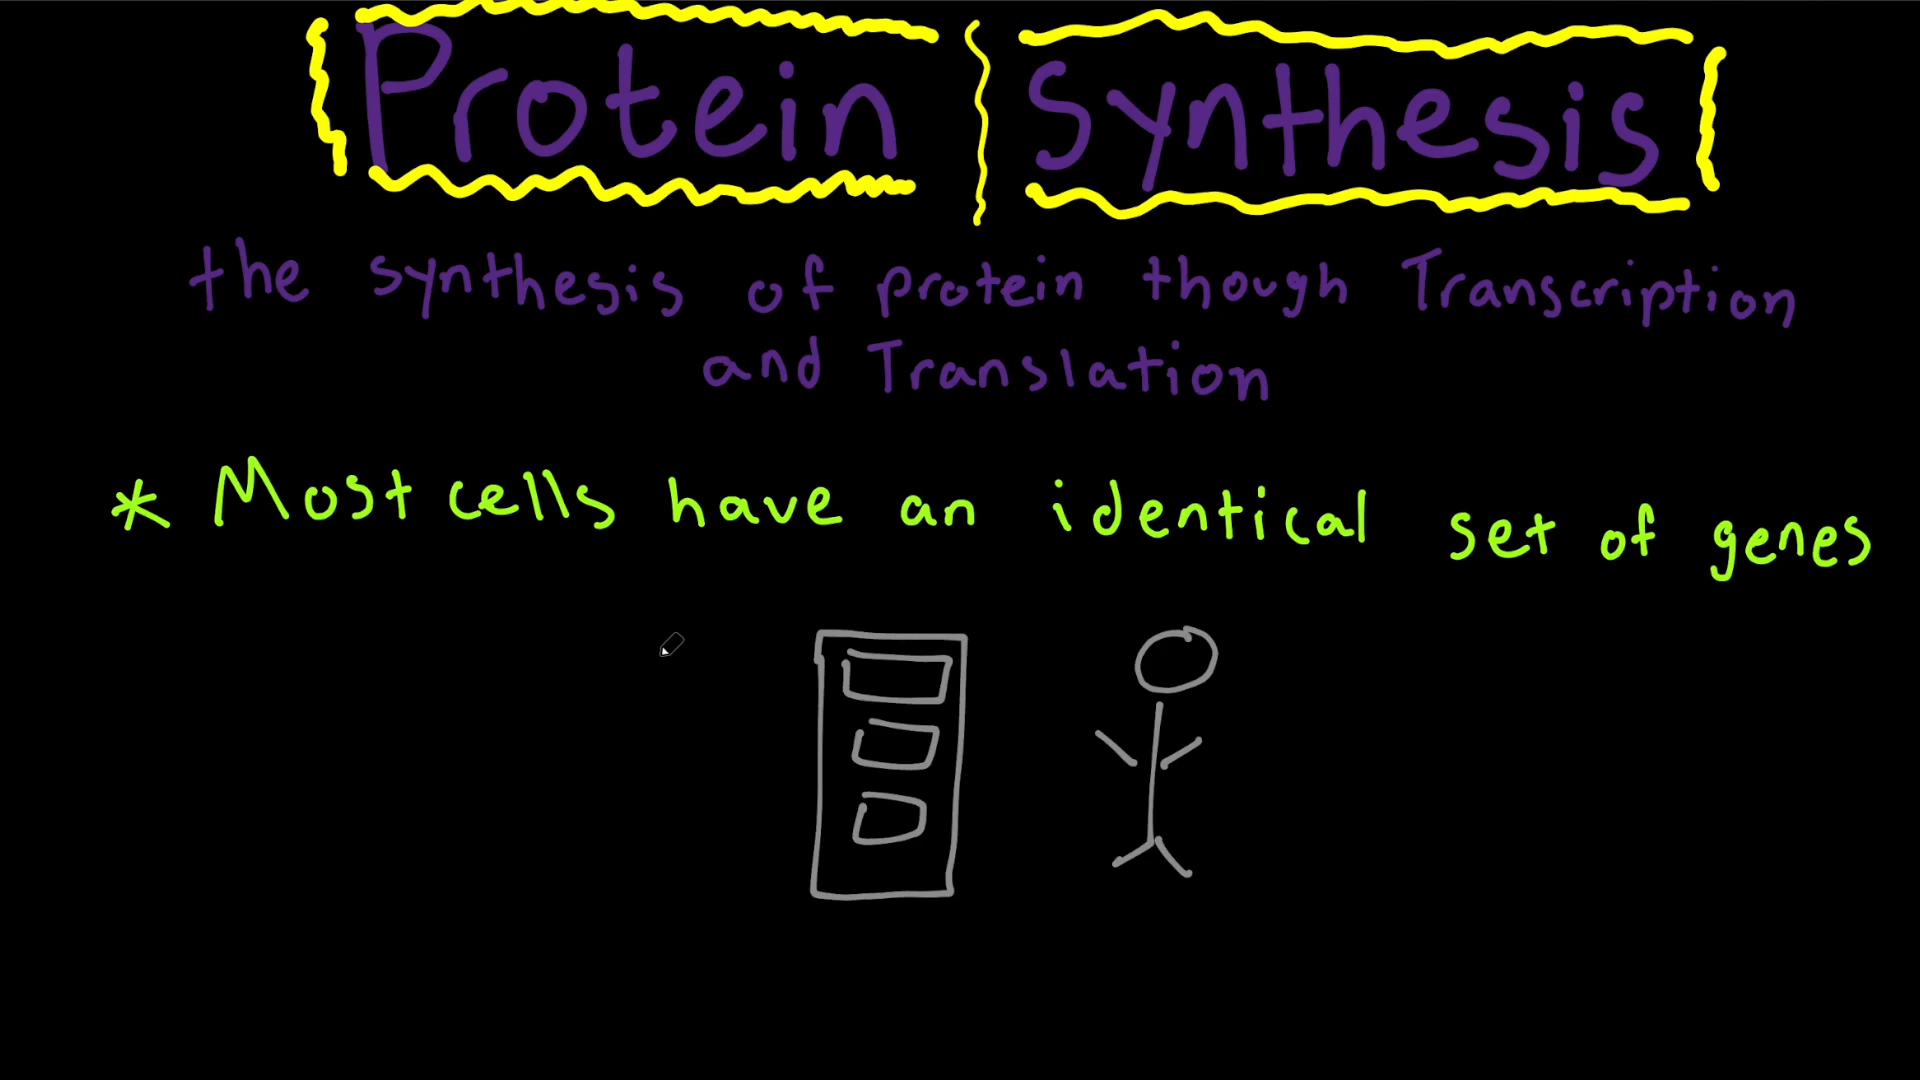 Protein Synthesis
the synthesis of protein though Transcription
and Translation
* Most cells have an identical set of genes